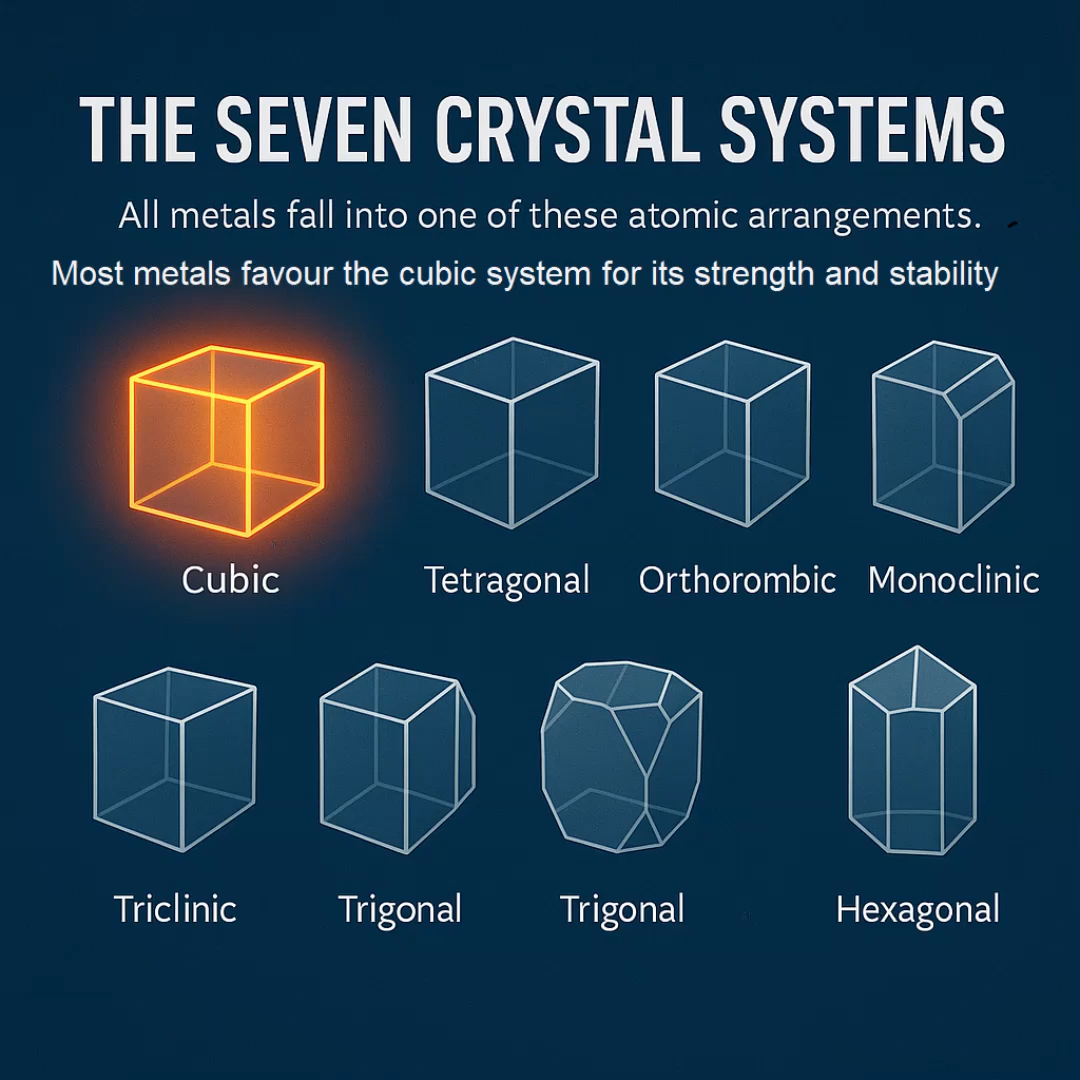 THE SEVEN CRYSTAL SYSTEMS
All metals fall into one of these atomic arrangements.
Most metals favour the cubic system for its strength and stability
Cubic
Tetragonal
Orthorombic
Monoclinic
Triclinic
Trigonal
Trigonal
Hexagonal